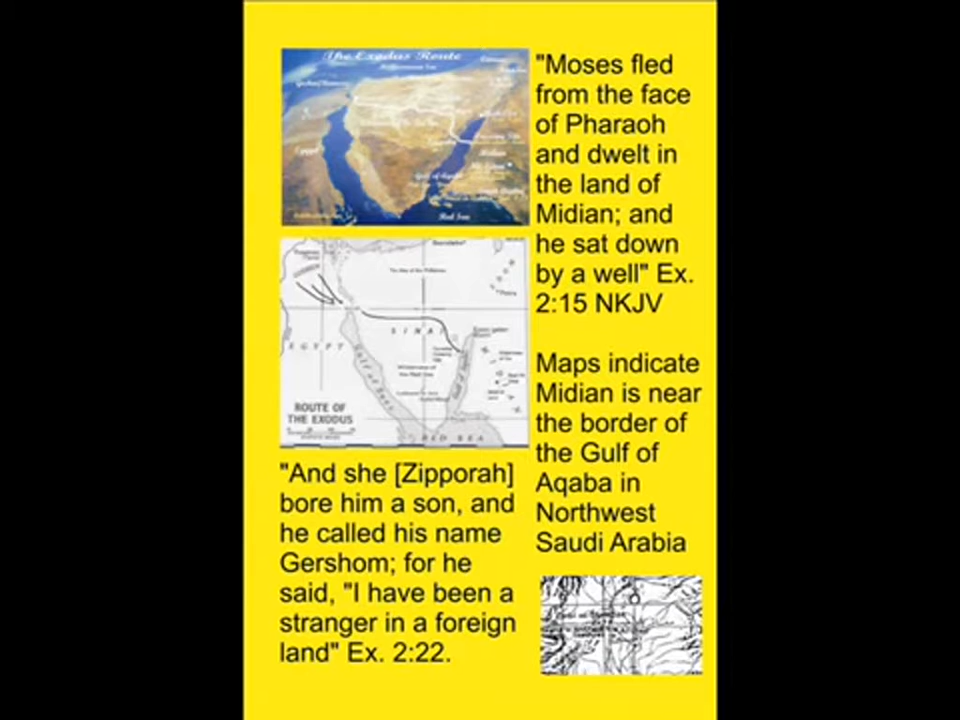 The Exodus Route
Red Sea
"Moses fled
from the face
of Pharaoh
and dwelt in
the land of
Midian; and
he sat down
by a well" Ex.
2:15 NKJV
SINAI
EGYPT
ROUTE OF
THE EXODUS
RED SEA
Maps indicate
Midian is near
the border of
the Gulf of
Aqaba in
Northwest
Saudi Arabia
"And she [Zipporah]
bore him a son, and
he called his name
Gershom; for he
said, "I have been a
stranger in a foreign
land" Ex. 2:22.